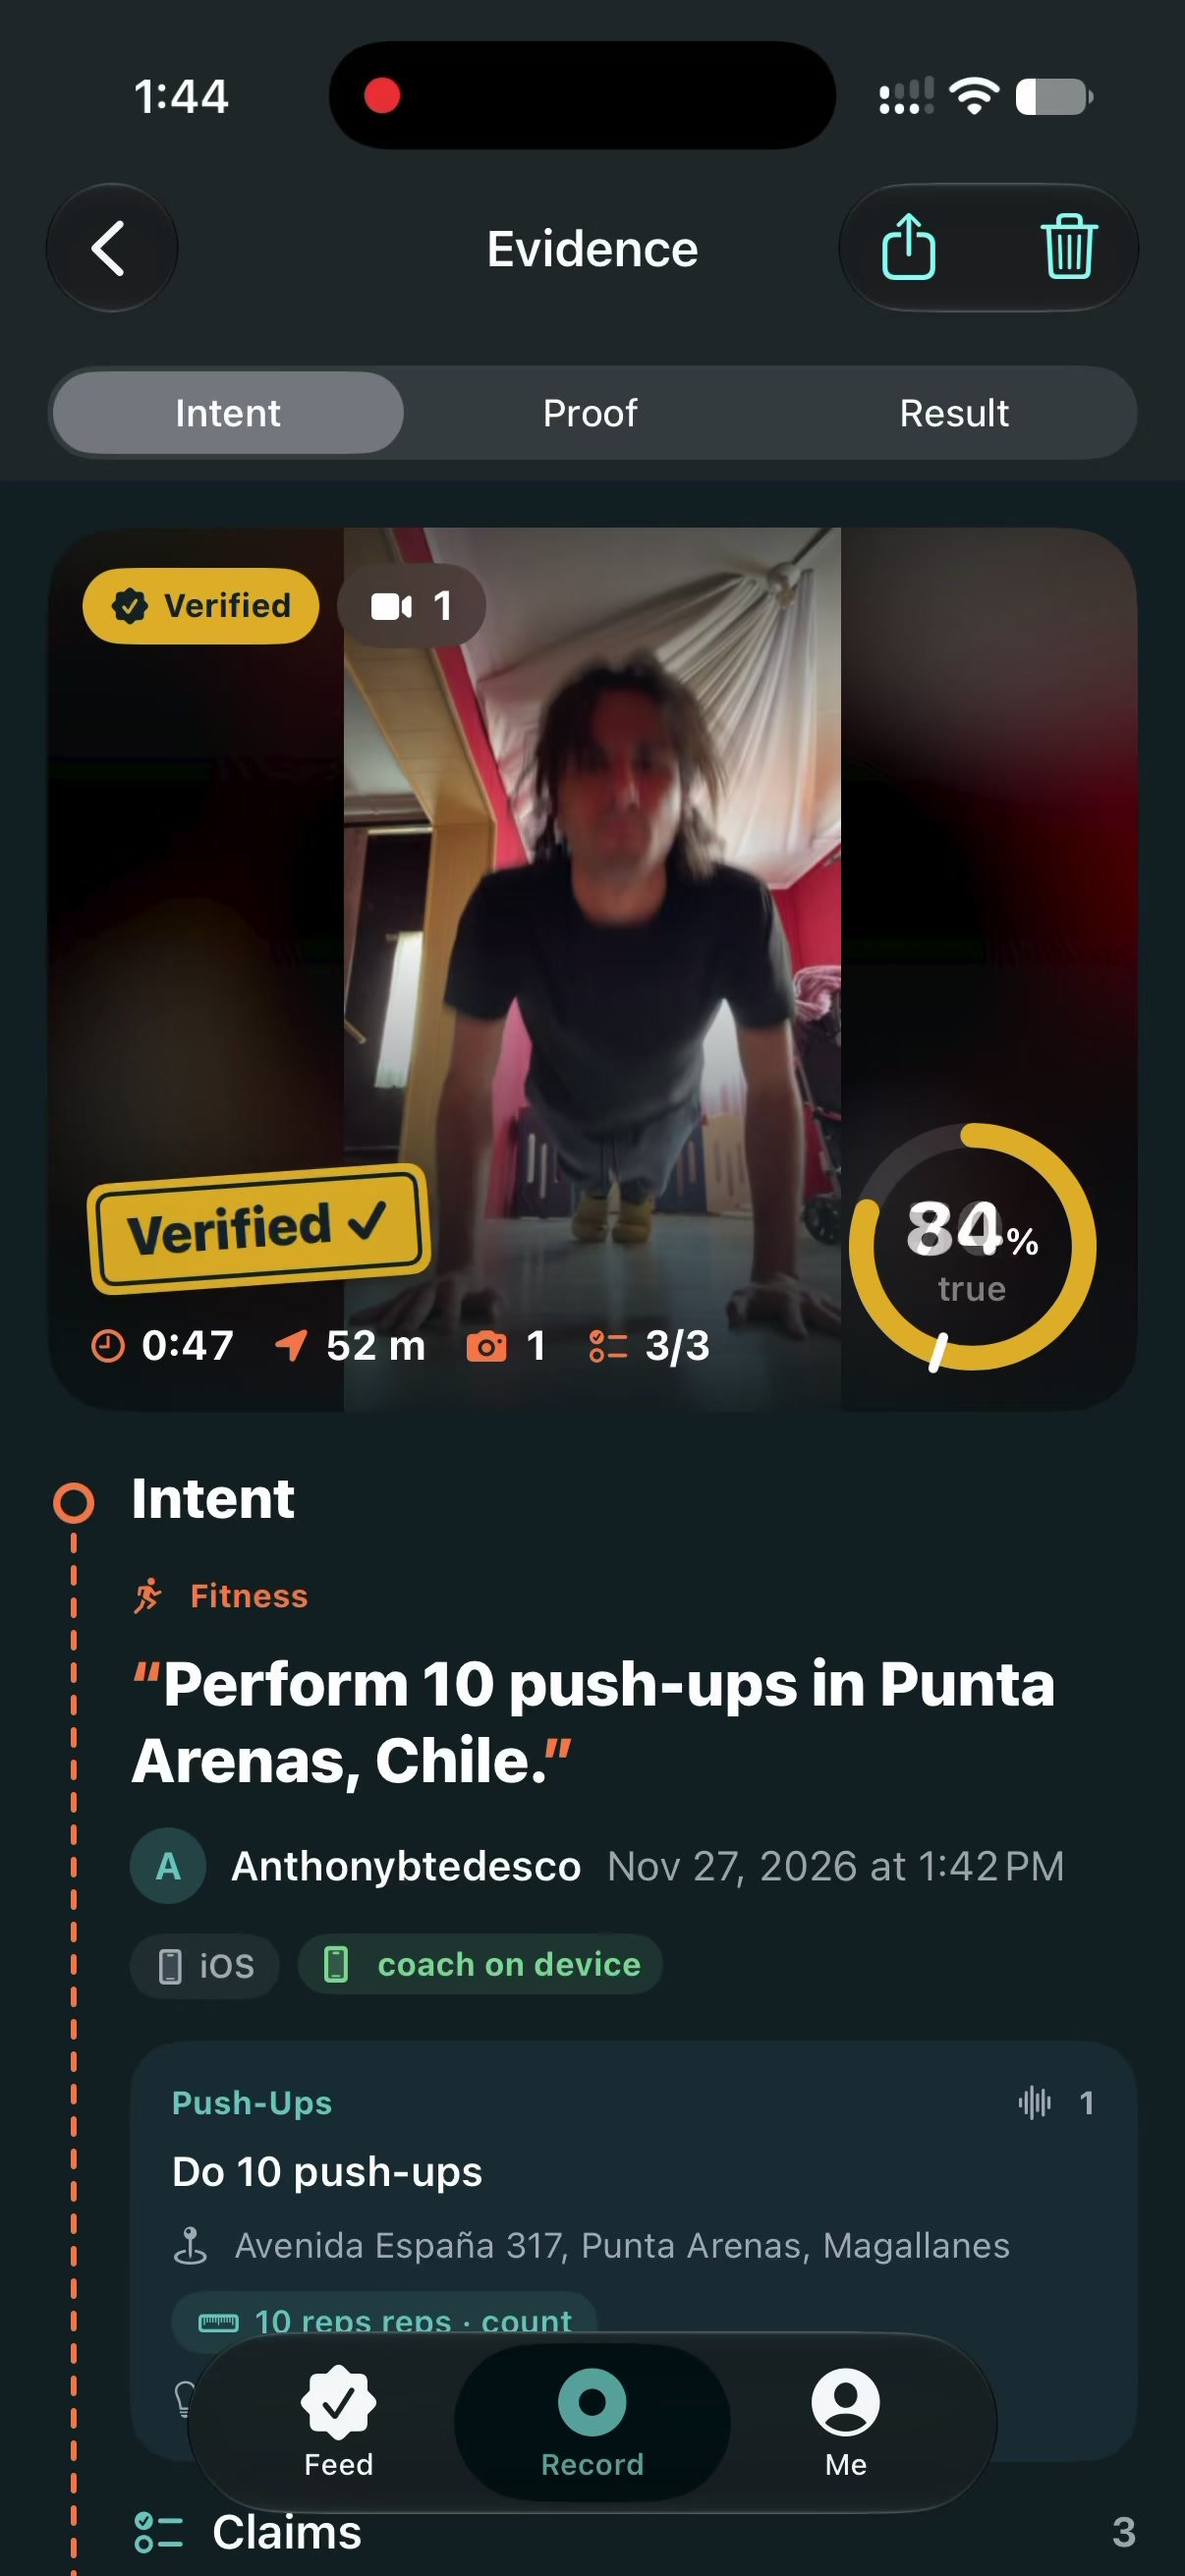 1:44
Evidence
Intent
Proof
Result
Verified
1
Verified ✓
84%
true
0:47
52 m
1
3/3
Intent
Fitness
“Perform 10 push-ups in Punta
Arenas, Chile.”
A
Anthonybtedesco Nov 27, 2026 at 1:42 PM
iOS
coach on device
Push-Ups
1
Do 10 push-ups
Avenida España 317, Punta Arenas, Magallanes
10 reps reps · count
Feed
Record
Me
Claims
3